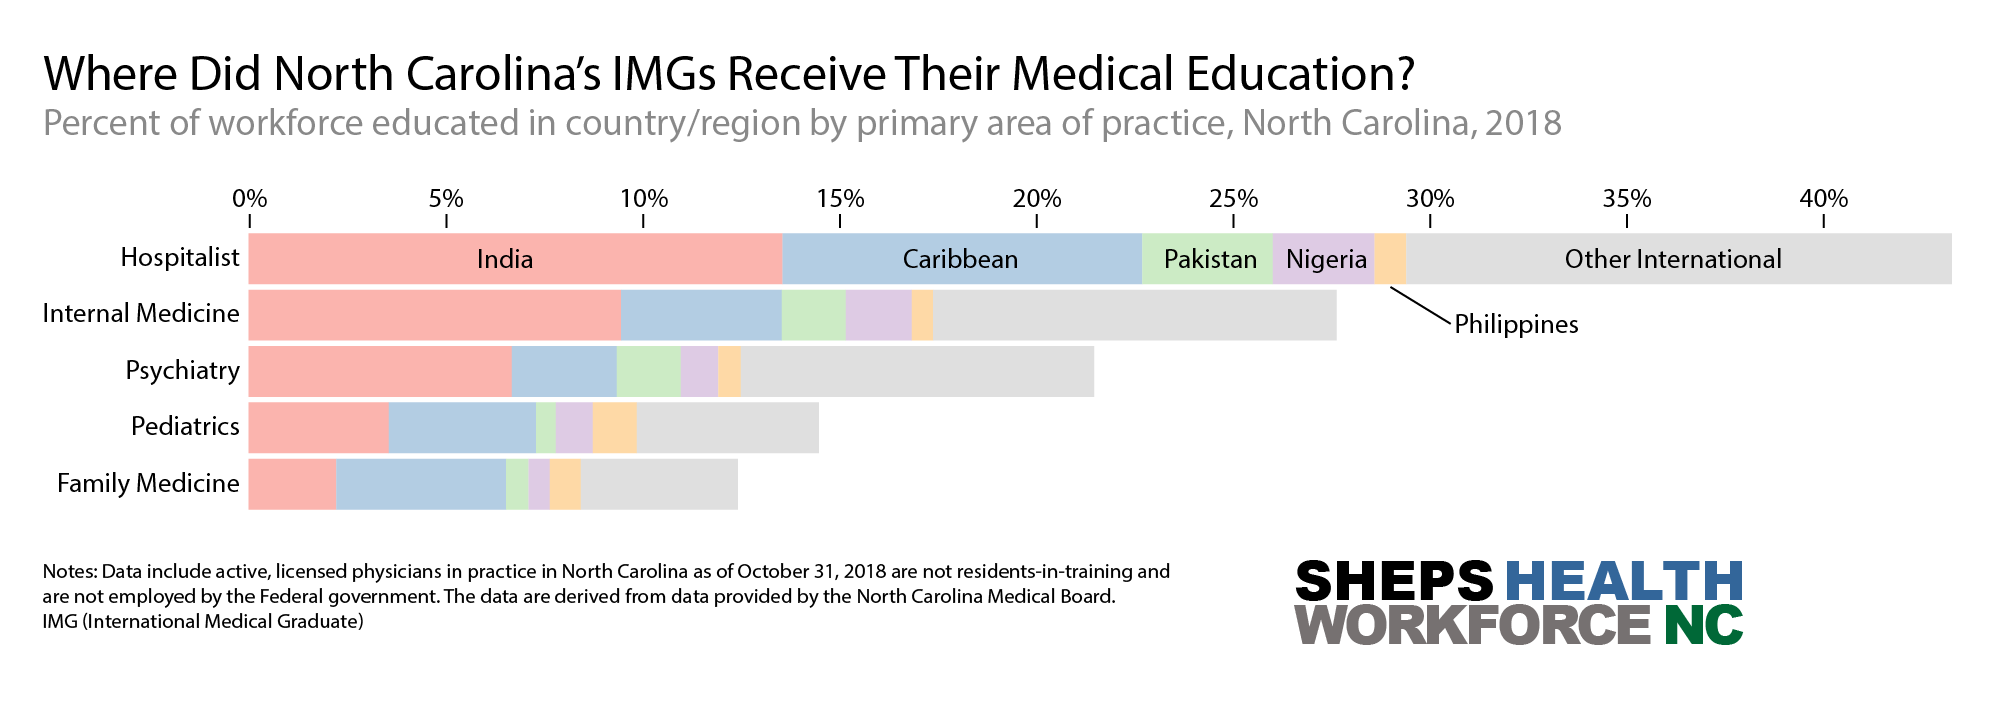 Where Did North Carolina's IMGs Receive Their Medical Education?
Percent of workforce educated in country/region by primary area of practice, North Carolina, 2018
0% 5% 10% 15% 20% 25% 30% 35% 40%
Hospitalist India Caribbean Pakistan Nigeria Other International
Internal Medicine
Philippines
Psychiatry
Pediatrics
Family Medicine
Notes: Data include active, licensed physicians in practice in North Carolina as of October 31, 2018 are not residents-in-training and
are not employed by the Federal government. The data are derived from data provided by the North Carolina Medical Board.
IMG (International Medical Graduate)
SHEPS HEALTH
WORKFORCE NC